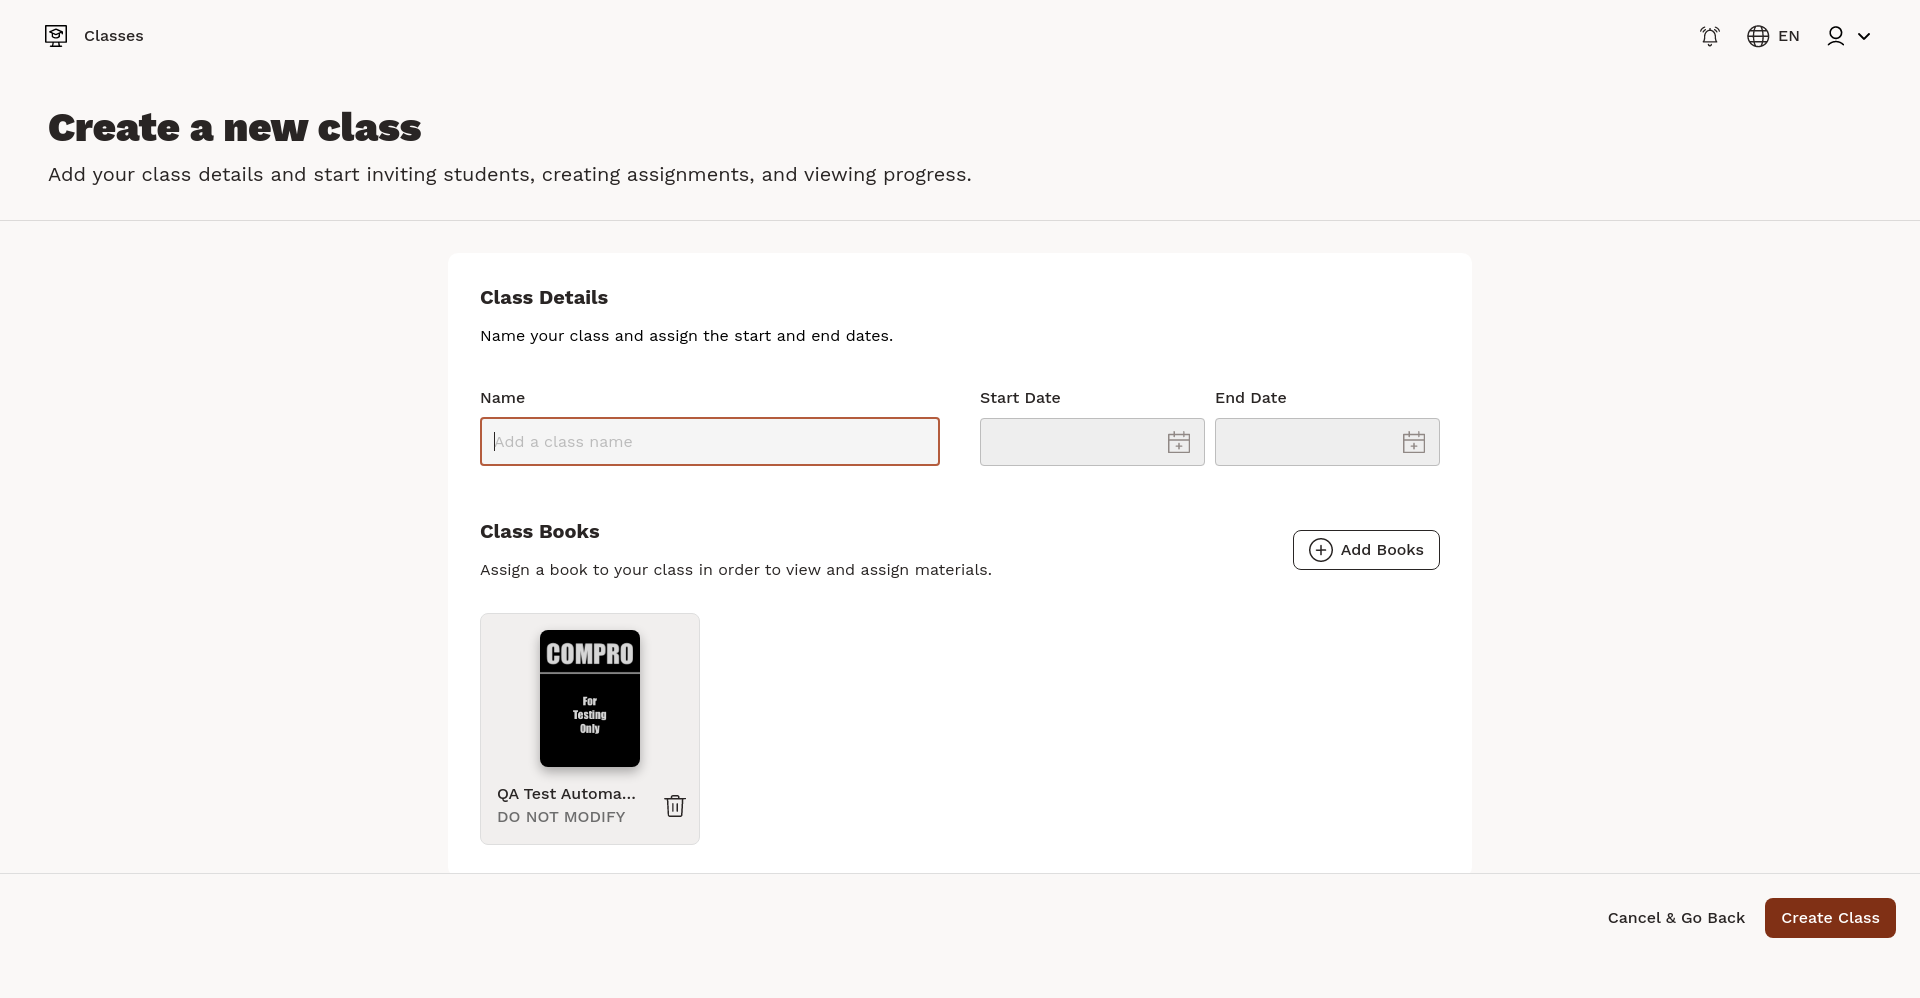 Classes
EN
Create a new class
Add your class details and start inviting students, creating assignments, and viewing progress.
Class Details
Name your class and assign the start and end dates.
Name
Start Date
End Date
Add a class name
Class Books
Add Books
Assign a book to your class in order to view and assign materials.
COMPRO
For
Testing
Only
QA Test Automa...
DO NOT MODIFY
Cancel & Go Back
Create Class